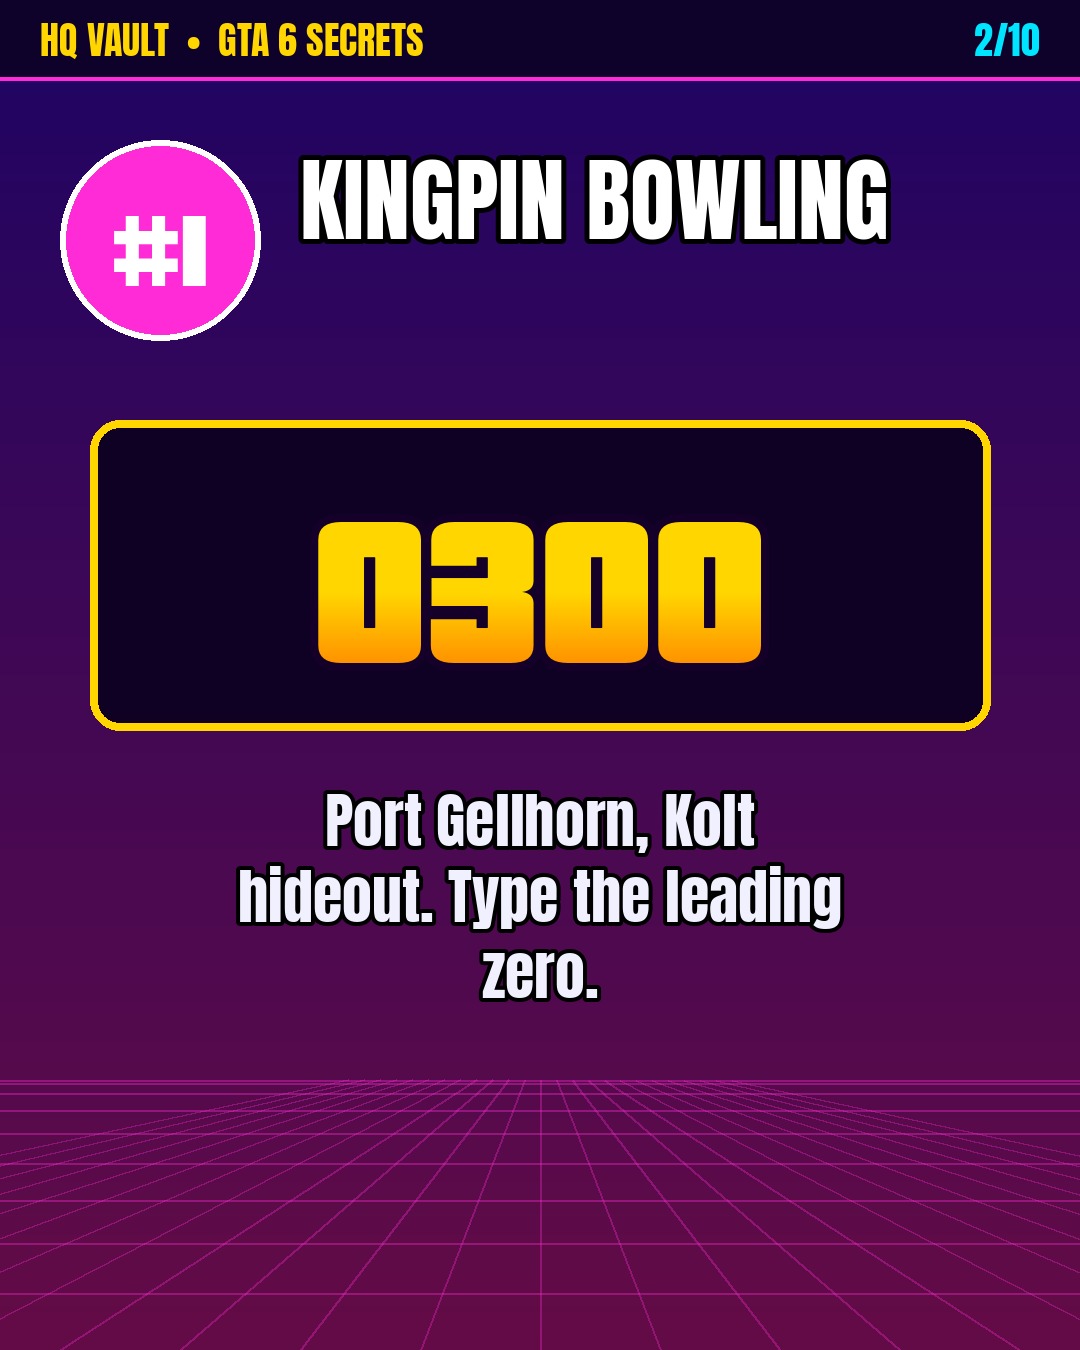 HQ VAULT • GTA 6 SECRETS
2/10
#1
KINGPIN BOWLING
0300
Port Gellhorn, Kolt
hideout. Type the leading
zero.